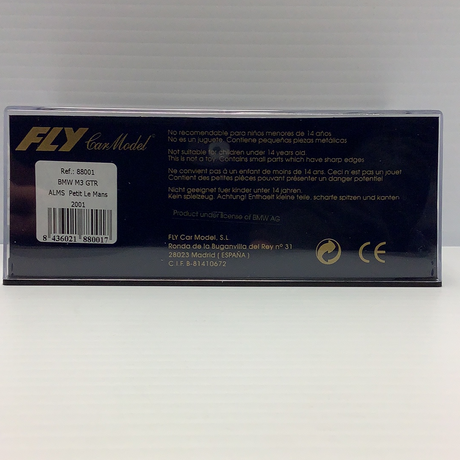 FLY Car Model
No recomendable para niños menores de 14 años
No es un juguete. Contiene pequeñas piezas metálicas
Not suitable for children under 14 years old
This is not a toy. Contains small parts which have sharp edges
Ne convient pas à un enfant de moins de 14 ans. Ceci n est pas un jouet
Contient des petites pièces pouvant présenter un danger potentiel
Nicht geeignet fuer kinder unter 14 jahren.
Kein spielzeug. Achtung! Enthaelt kleine teile, scharfe spitzen und kanten
Product under license of BMW AG
Ref.: 88001
BMW M3 GTR
ALMS Petit Le Mans
2001
8 436021 880017
FLY Car Model, S.L
Ronda de la Buganvilla del Rey nº 31
28023 Madrid ( ESPAÑA )
C.I.F. B-81410672
CE